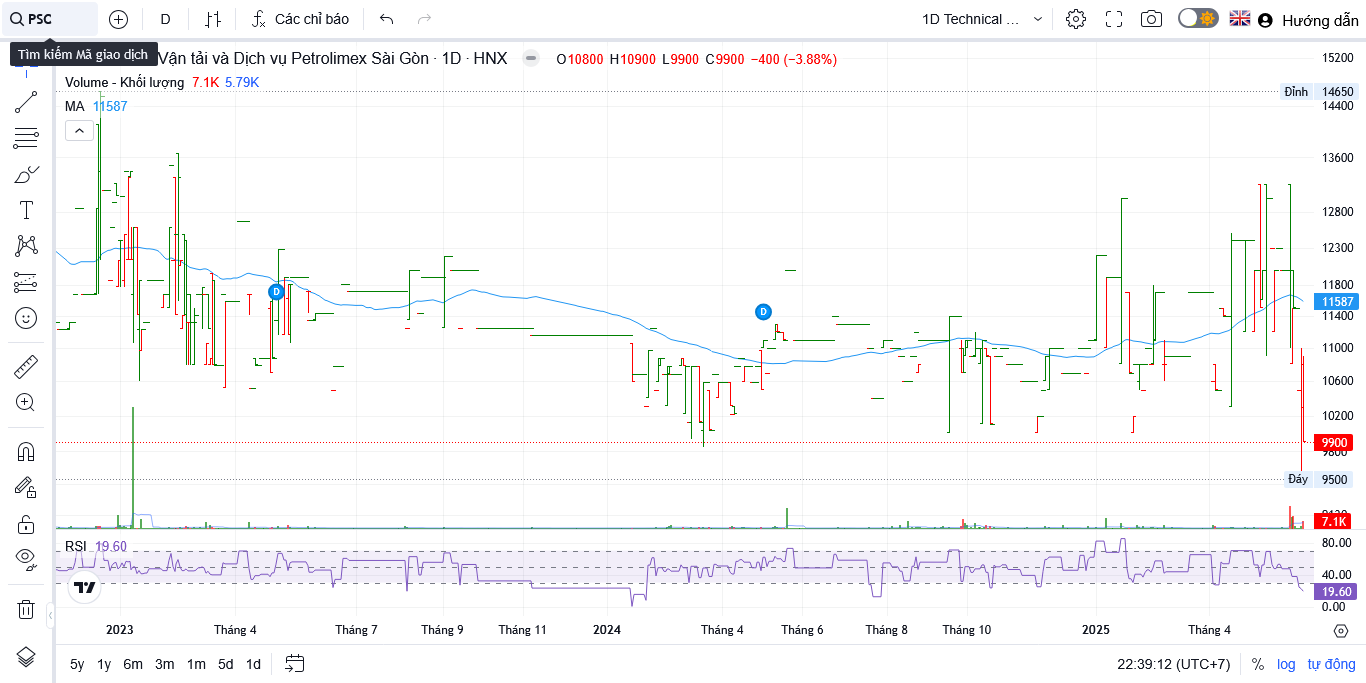 PSC
D
Các chỉ báo
1D Technical ...
Hướng dẫn
Tìm kiếm Mã giao dịch
Vận tải và Dịch vụ Petrolimex Sài Gòn · 1D · HNX
O10800 H10900 L9900 C9900 −400 (−3.88%)
Volume - Khối lượng 7.1K 5.79K
MA 11587
15200
Đỉnh 14650
14400
13600
12800
12300
11800
11587
11400
11000
10600
10200
9900
9800
Đáy 9500
7.1K
D
D
RSI 19.60
80.00
40.00
19.60
0.00
2023 Tháng 4 Tháng 7 Tháng 9 Tháng 11 2024 Tháng 4 Tháng 6 Tháng 8 Tháng 10 2025 Tháng 4
5y 1y 6m 3m 1m 5d 1d
22:39:12 (UTC+7) % log tự động